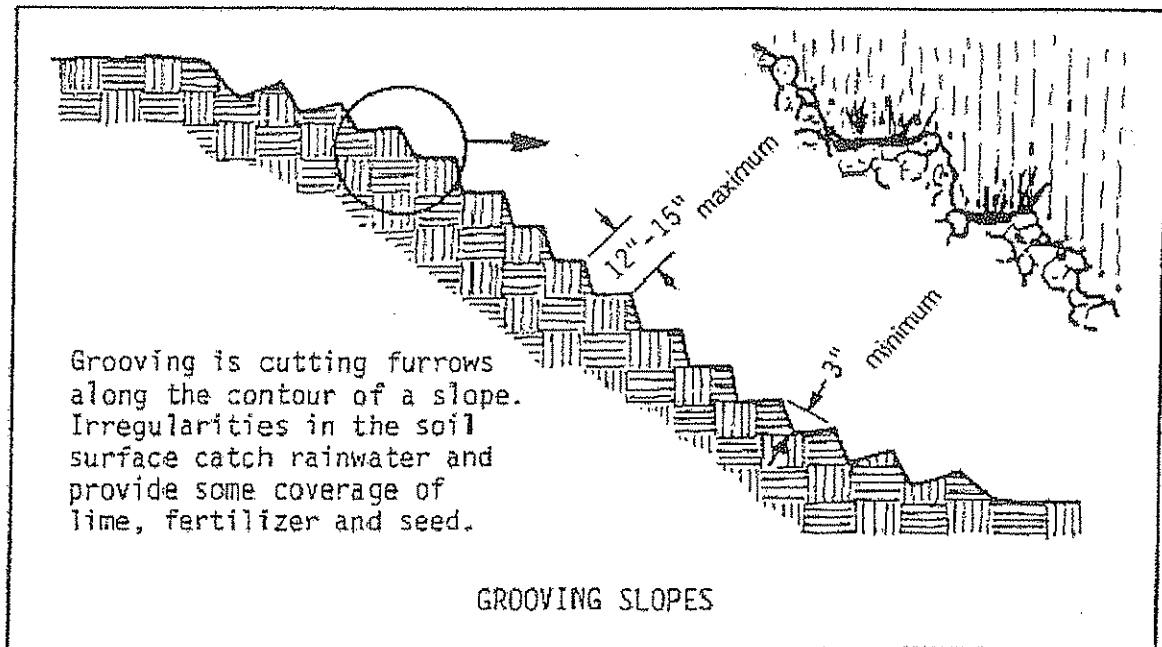 12"-15" maximum
3" minimum
Grooving is cutting furrows
along the contour of a slope.
Irregularities in the soil
surface catch rainwater and
provide some coverage of
lime, fertilizer and seed.
GROOVING SLOPES